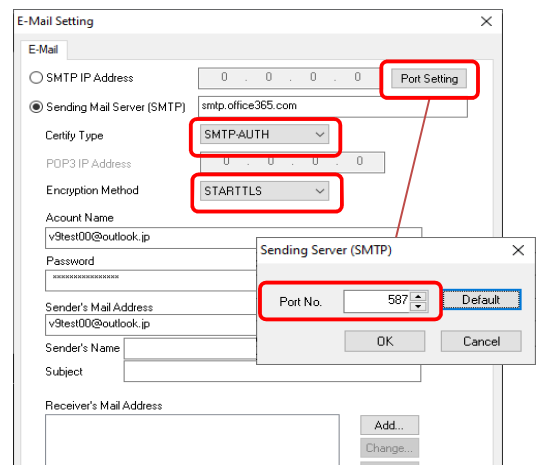 E-Mail Setting
E-Mail
SMTP IP Address 0 . 0 . 0 . 0 Port Setting
Sending Mail Server (SMTP) smtp.office365.com
Certify Type SMTP-AUTH
POP3 IP Address 0 . 0 . 0 . 0
Encryption Method STARTTLS
Acount Name
v9test00@outlook.jp
Password
****************
Sender's Mail Address
v9test00@outlook.jp
Sender's Name
Subject
Receiver's Mail Address
Add...
Change...
Sending Server (SMTP)
Port No. 587 Default
OK Cancel